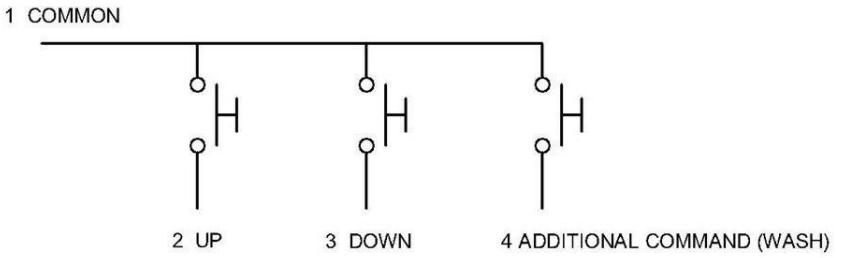 1 COMMON
2 UP
3 DOWN
4 ADDITIONAL COMMAND (WASH)